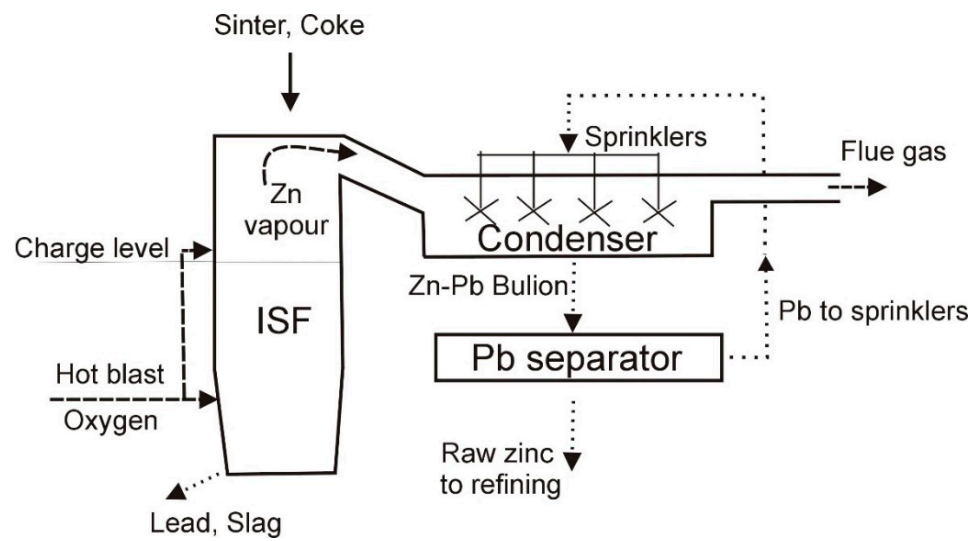 Sinter, Coke
Sprinklers
Flue gas
Zn
vapour
Charge level
Condenser
Zn-Pb Bulion
ISF
Pb to sprinklers
Pb separator
Hot blast
Oxygen
Raw zinc
to refining
Lead, Slag